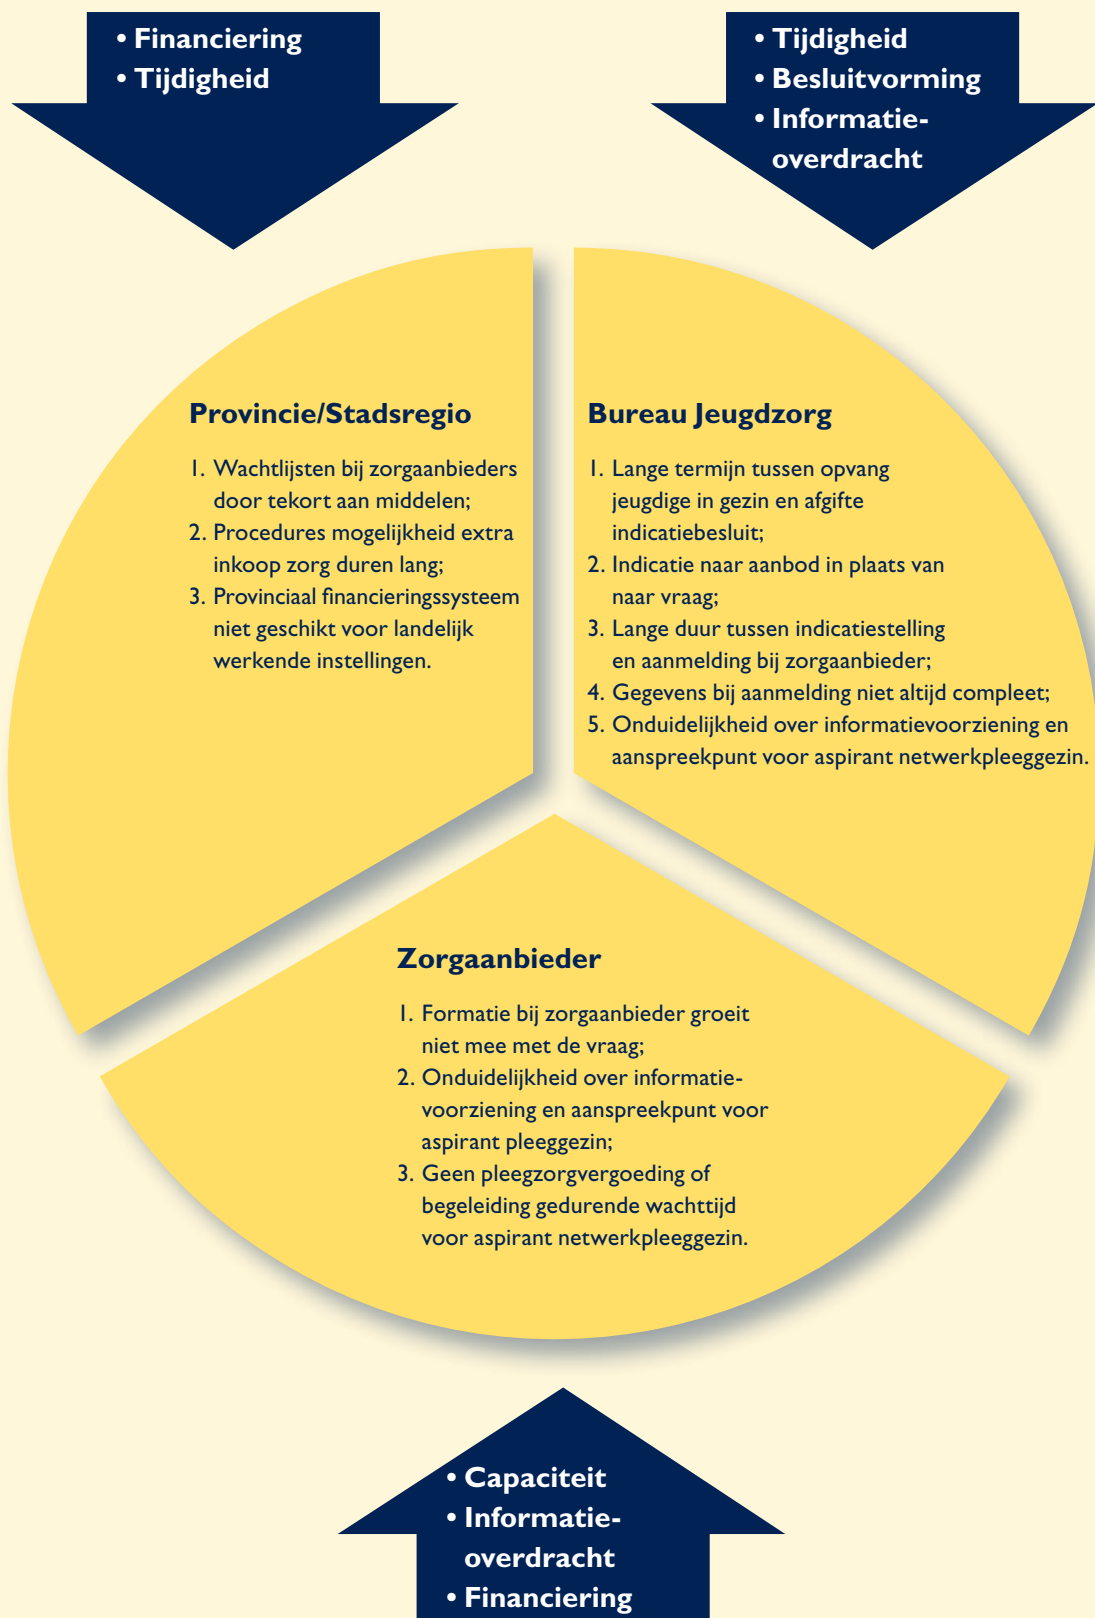 • Financiering
• Tijdigheid
• Tijdigheid
• Besluitvorming
• Informatie-
overdracht
Provincie/Stadsregio
1. Wachtlijsten bij zorgaanbieders
door tekort aan middelen;
2. Procedures mogelijkheid extra
inkoop zorg duren lang;
3. Provinciaal financieringssysteem
niet geschikt voor landelijk
werkende instellingen.
Bureau Jeugdzorg
1. Lange termijn tussen opvang
jeugdige in gezin en afgifte
indicatiebesluit;
2. Indicatie naar aanbod in plaats van
naar vraag;
3. Lange duur tussen indicatiestelling
en aanmelding bij zorgaanbieder;
4. Gegevens bij aanmelding niet altijd compleet;
5. Onduidelijkheid over informatievoorziening en
aanspreekpunt voor aspirant netwerkpleeggezin.
Zorgaanbieder
1. Formatie bij zorgaanbieder groeit
niet mee met de vraag;
2. Onduidelijkheid over informatie-
voorziening en aanspreekpunt voor
aspirant pleeggezin;
3. Geen pleegzorgvergoeding of
begeleiding gedurende wachttijd
voor aspirant netwerkpleeggezin.
• Capaciteit
• Informatie-
overdracht
• Financiering